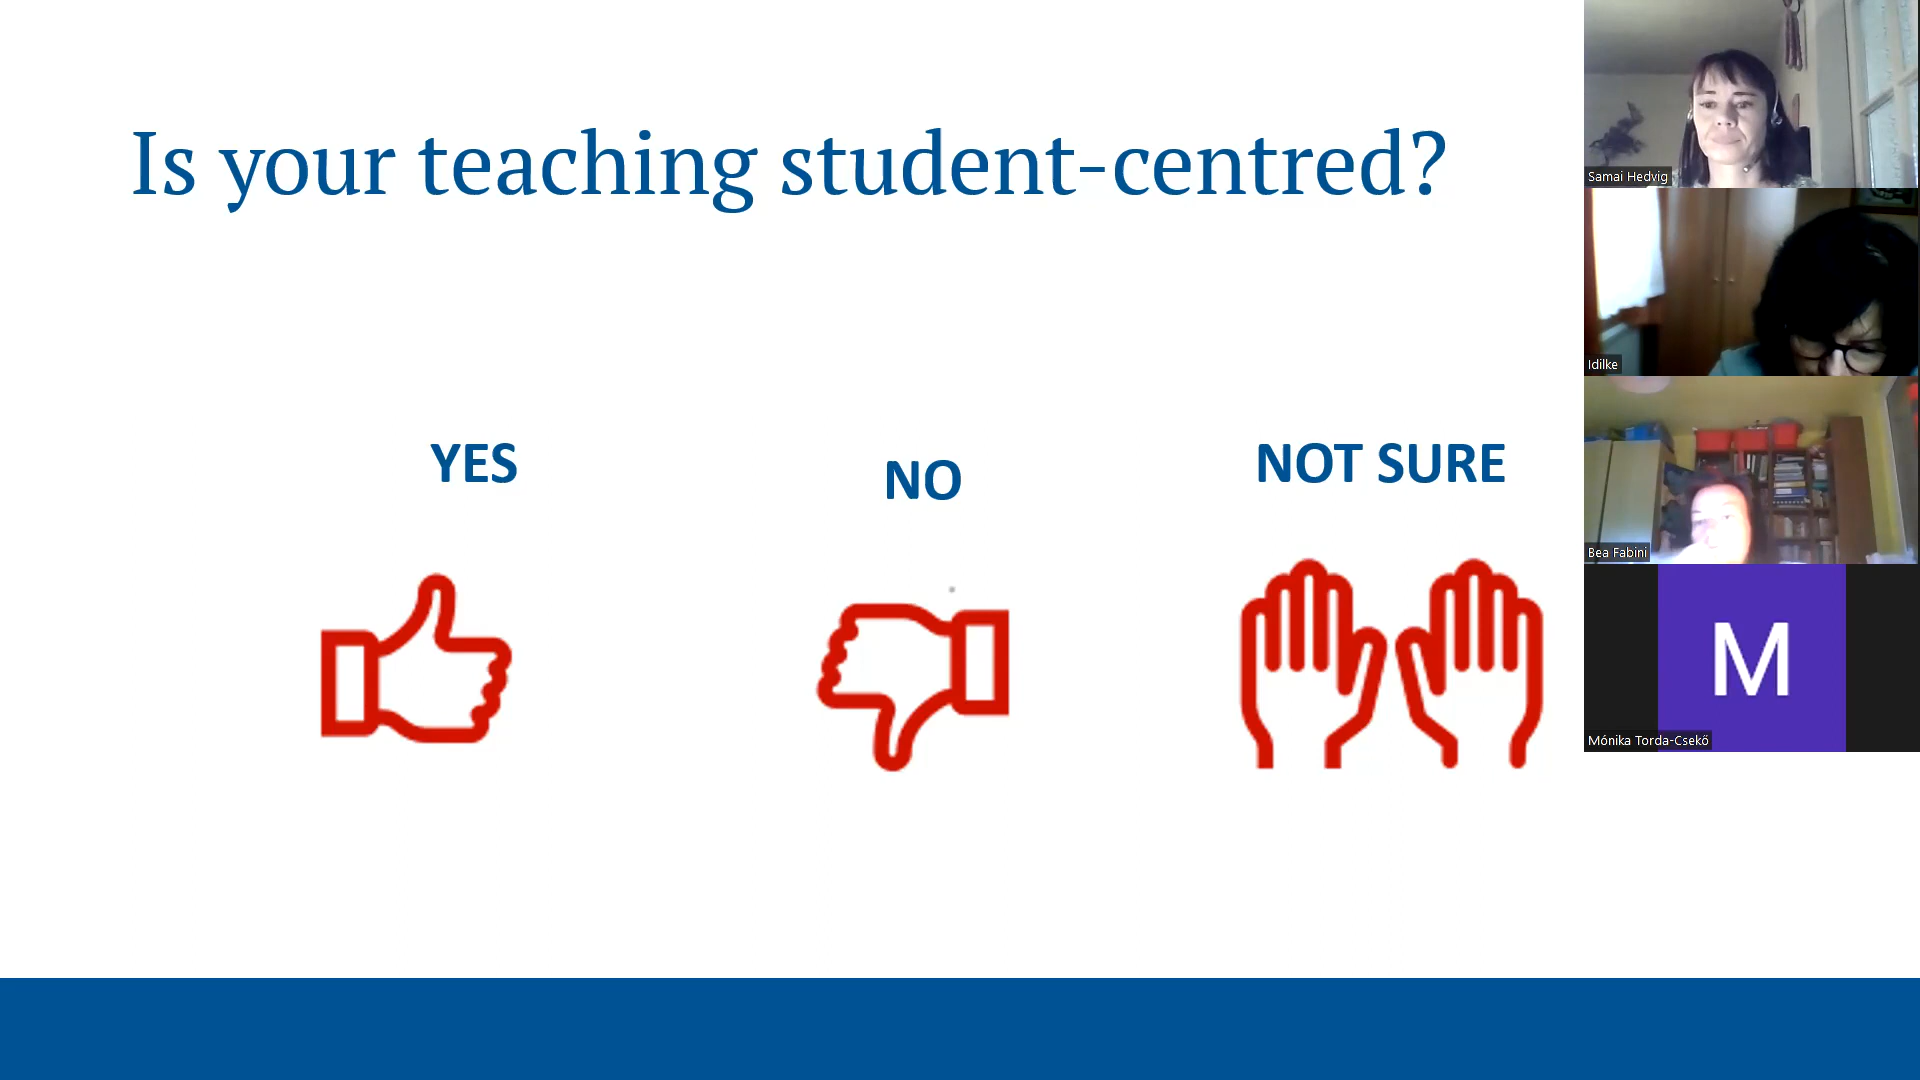 Is your teaching student-centred?
YES
NO
NOT SURE
Samai Hedvig
Idilke
Bea Fabini
M
Mónika Torda-Csekő